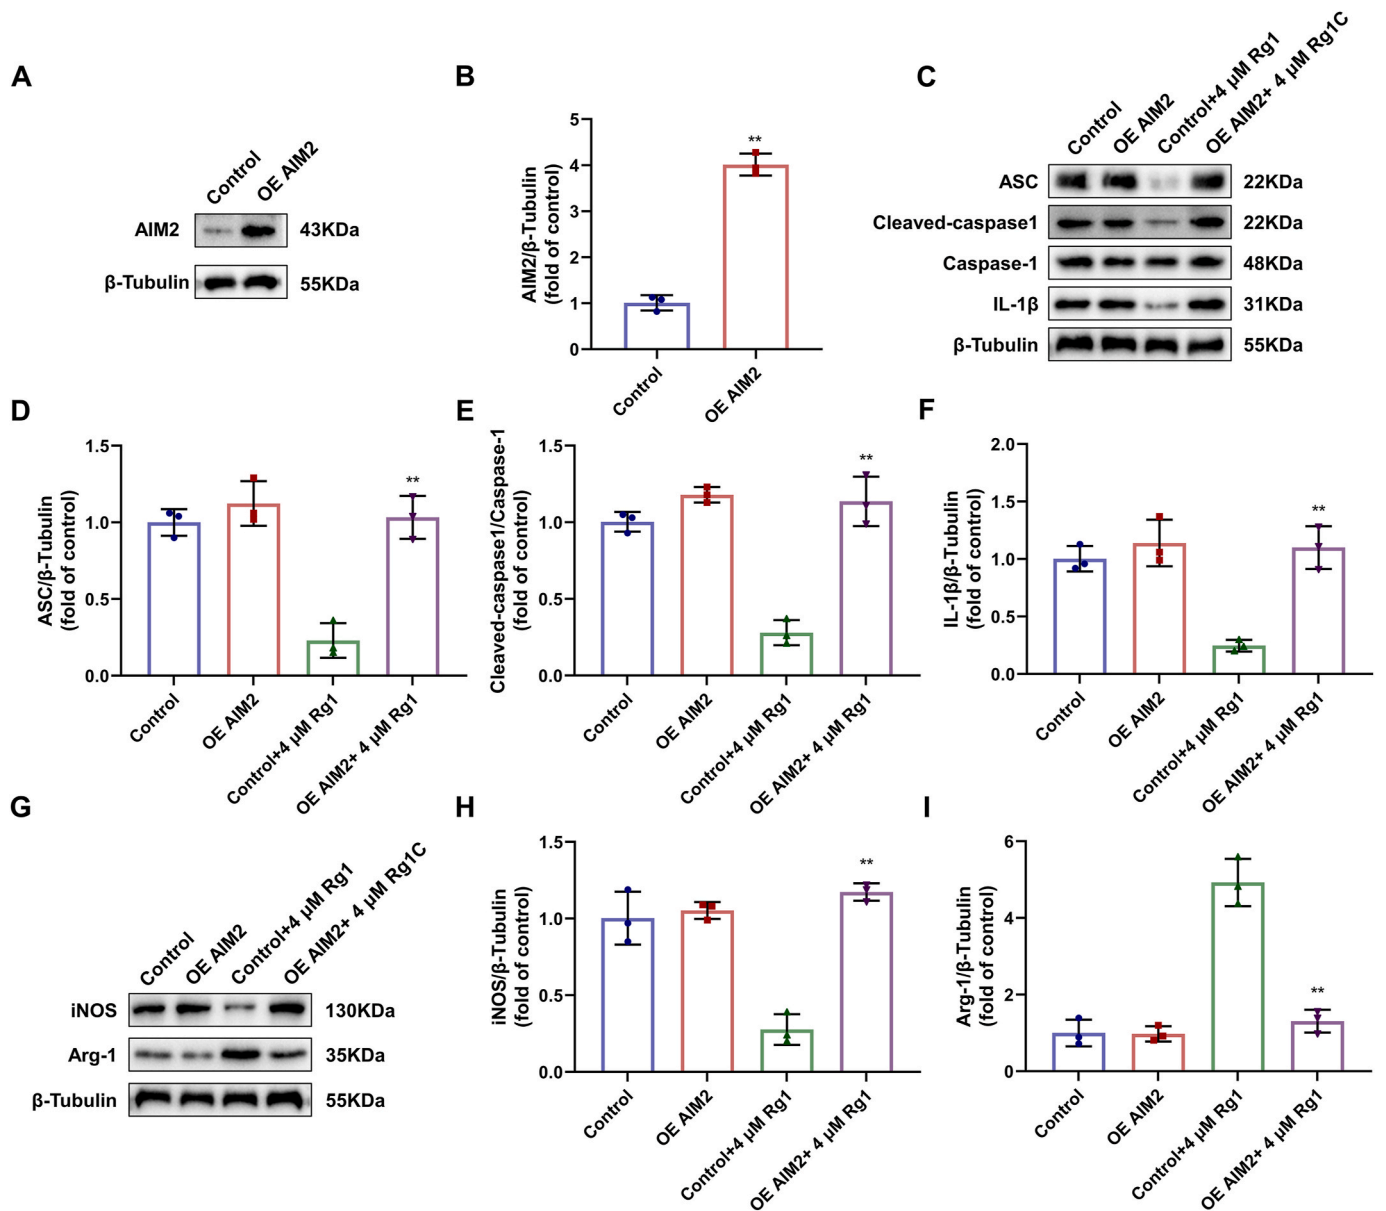 A
Control
OE AIM2
AIM2
43KDa
β-Tubulin
55KDa
B
AIM2/β-Tubulin
(fold of control)
5
4
3
2
1
0
**
Control
OE AIM2
C
Control
OE AIM2
Control+4 μM Rg1
OE AIM2+ 4 μM Rg1C
ASC
22KDa
Cleaved-caspase1
22KDa
Caspase-1
48KDa
IL-1β
31KDa
β-Tubulin
55KDa
D
ASC/β-Tubulin
(fold of control)
1.5
1.0
0.5
0.0
**
Control
OE AIM2
Control+4 μM Rg1
OE AIM2+ 4 μM Rg1
E
Cleaved-caspase1/Caspase-1
(fold of control)
1.5
1.0
0.5
0.0
**
Control
OE AIM2
Control+4 μM Rg1
OE AIM2+ 4 μM Rg1
F
IL-1β/β-Tubulin
(fold of control)
2.0
1.5
1.0
0.5
0.0
**
Control
OE AIM2
Control+4 μM Rg1
OE AIM2+ 4 μM Rg1
G
Control
OE AIM2
Control+4 μM Rg1
OE AIM2+ 4 μM Rg1C
iNOS
130KDa
Arg-1
35KDa
β-Tubulin
55KDa
H
iNOS/β-Tubulin
(fold of control)
1.5
1.0
0.5
0.0
**
Control
OE AIM2
Control+4 μM Rg1
OE AIM2+ 4 μM Rg1
I
Arg-1/β-Tubulin
(fold of control)
6
4
2
0
**
Control
OE AIM2
Control+4 μM Rg1
OE AIM2+ 4 μM Rg1